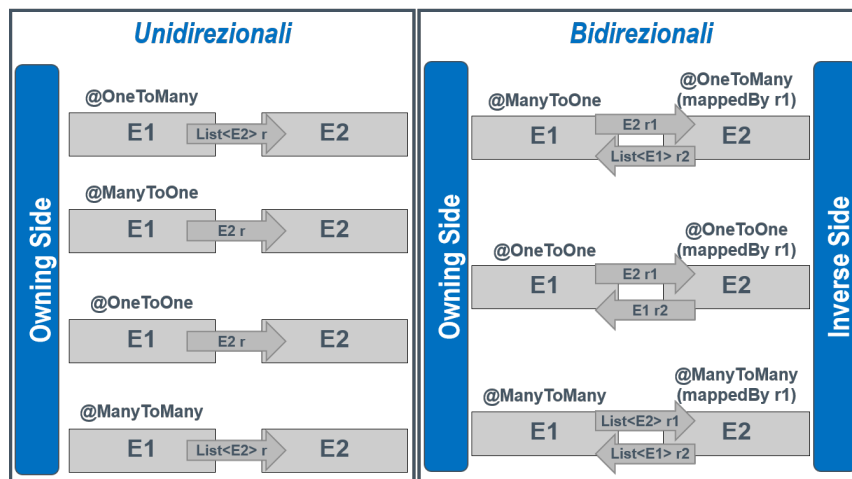 Unidirezionali
Owning Side
@OneToMany
E1 List<E2> r E2
@ManyToOne
E1 E2 r E2
@OneToOne
E1 E2 r E2
@ManyToMany
E1 List<E2> r E2
Bidirezionali
Owning Side
Inverse Side
@ManyToOne
@OneToMany
(mappedBy r1)
E1 E2 r1 E2
List<E1> r2
@OneToOne
@OneToOne
(mappedBy r1)
E1 E2 r1 E2
E1 r2
@ManyToMany
@ManyToMany
(mappedBy r1)
E1 List<E2> r1 E2
List<E1> r2